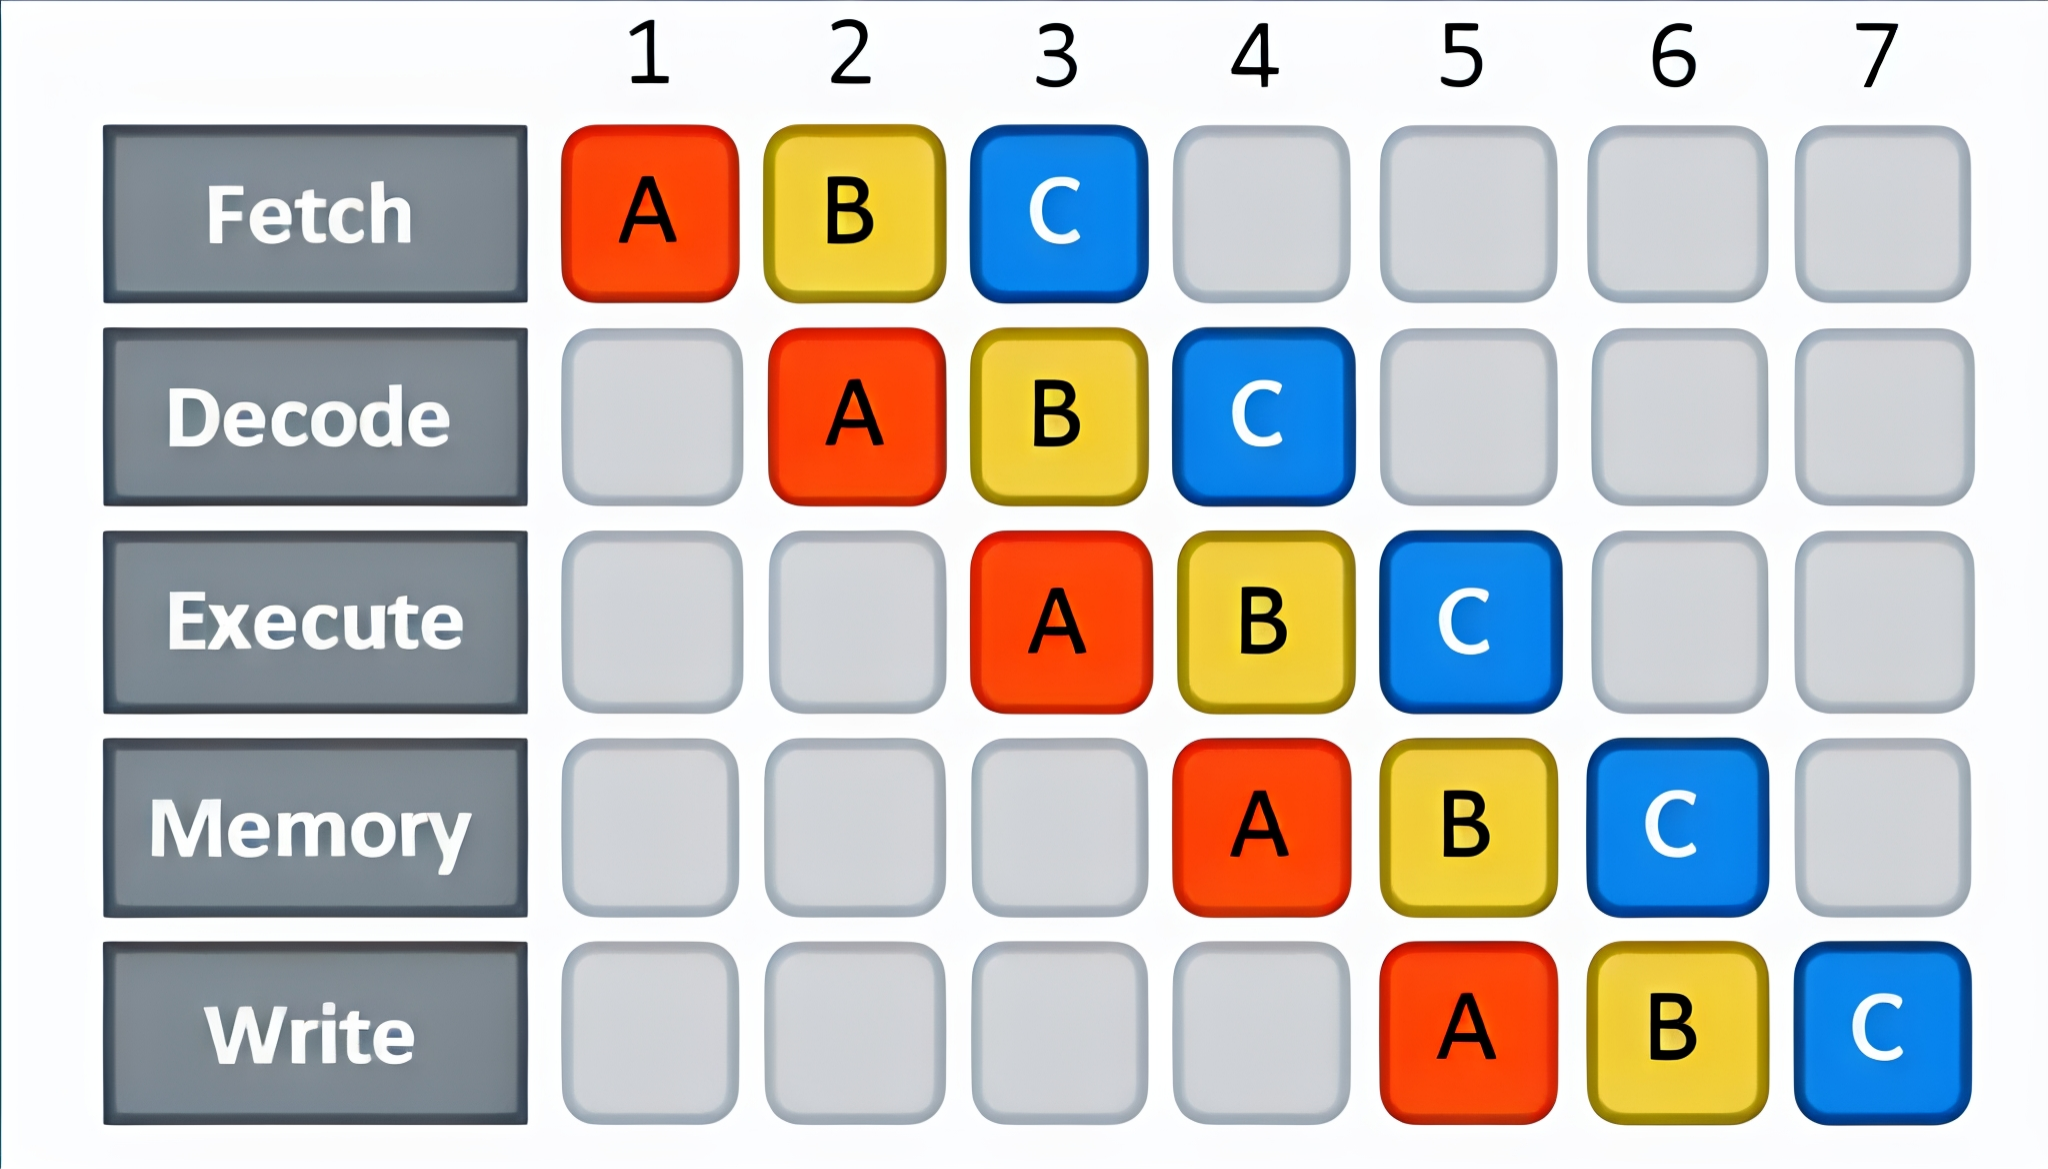 1 2 3 4 5 6 7
Fetch A B C
Decode A B C
Execute A B C
Memory A B C
Write A B C